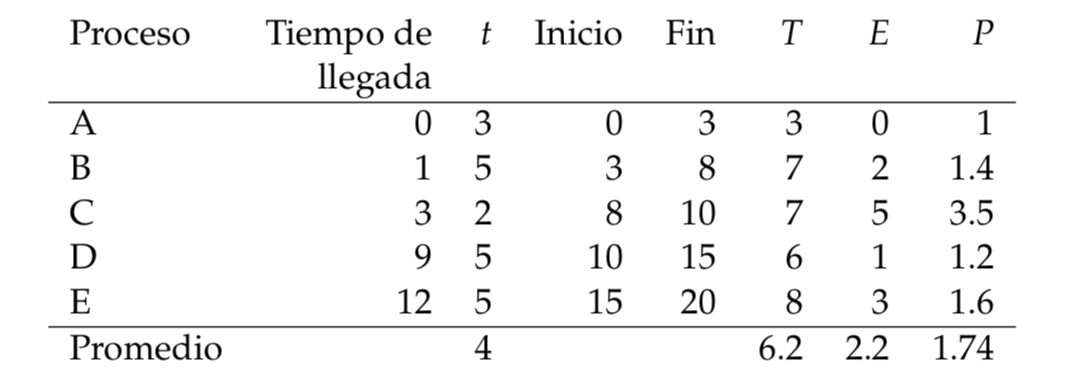 Proceso Tiempo de t Inicio Fin T E P
llegada
A 0 3 0 3 3 0 1
B 1 5 3 8 7 2 1.4
C 3 2 8 10 7 5 3.5
D 9 5 10 15 6 1 1.2
E 12 5 15 20 8 3 1.6
Promedio 4 6.2 2.2 1.74